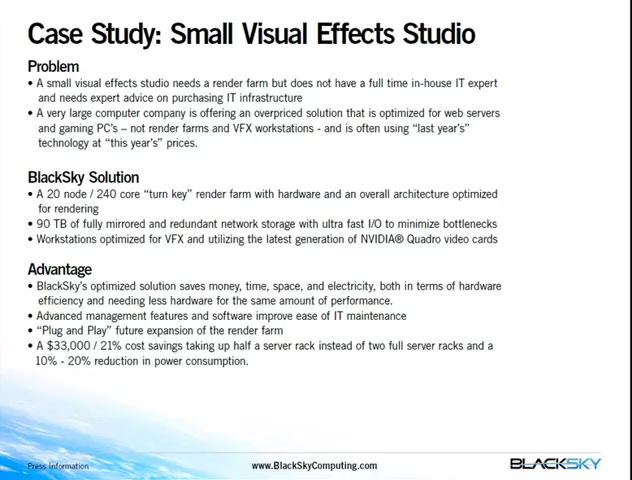 Case Study: Small Visual Effects Studio
Problem
• A small visual effects studio needs a render farm but does not have a full time in-house IT expert
and needs expert advice on purchasing IT infrastructure
• A very large computer company is offering an overpriced solution that is optimized for web servers
and gaming PC's – not render farms and VFX workstations - and is often using "last year's"
technology at "this year's" prices.
BlackSky Solution
• A 20 node / 240 core "turn key" render farm with hardware and an overall architecture optimized
for rendering
• 90 TB of fully mirrored and redundant network storage with ultra fast I/O to minimize bottlenecks
• Workstations optimized for VFX and utilizing the latest generation of NVIDIA® Quadro video cards
Advantage
• BlackSky's optimized solution saves money, time, space, and electricity, both in terms of hardware
efficiency and needing less hardware for the same amount of performance.
• Advanced management features and software improve ease of IT maintenance
• "Plug and Play" future expansion of the render farm
• A $33,000 / 21% cost savings taking up half a server rack instead of two full server racks and a
10% - 20% reduction in power consumption.
Press Information
www.BlackSkyComputing.com
BLACKSKY